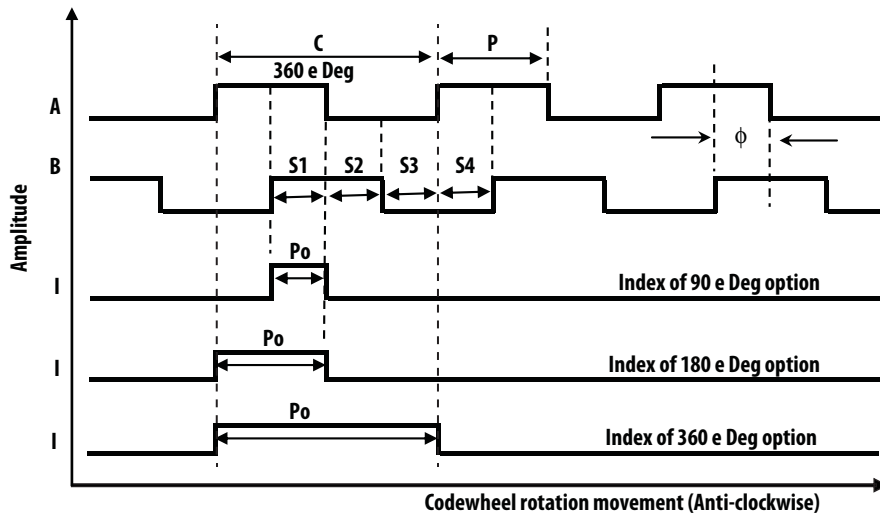 C
P
360 e Deg
A
ϕ
B
S1 S2 S3 S4
Amplitude
Po
I
Index of 90 e Deg option
Po
I
Index of 180 e Deg option
Po
I
Index of 360 e Deg option
Codewheel rotation movement (Anti-clockwise)